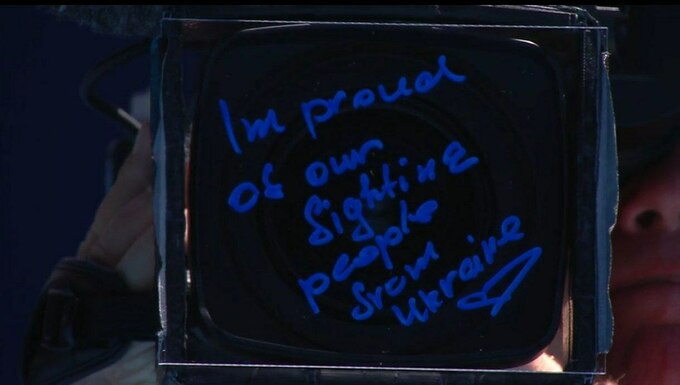 I'm proud
of our
fighting
people
from
Ukraine